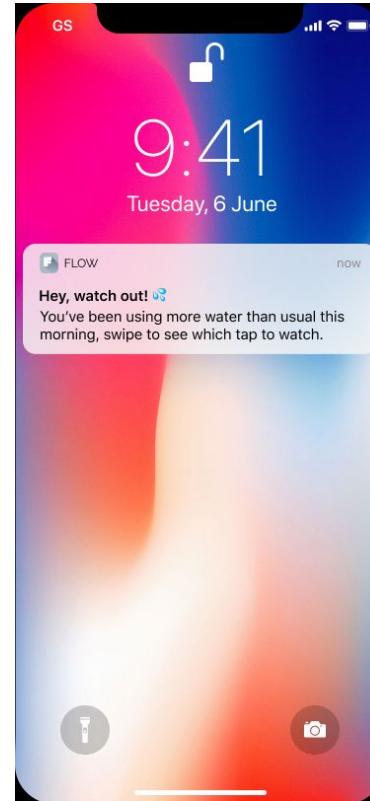 GS
9:41
Tuesday, 6 June
FLOW now
Hey, watch out! 💦
You've been using more water than usual this
morning, swipe to see which tap to watch.